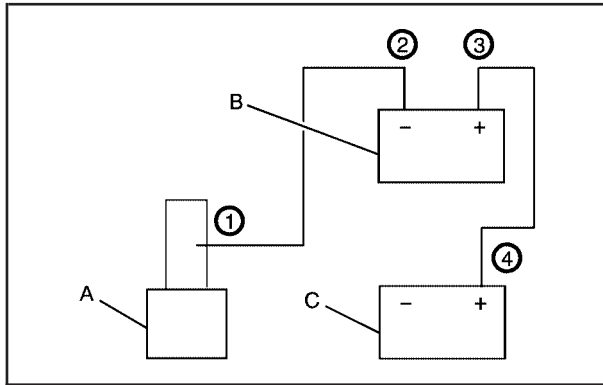 ② ③
B
− +
①
④
A
C
− +